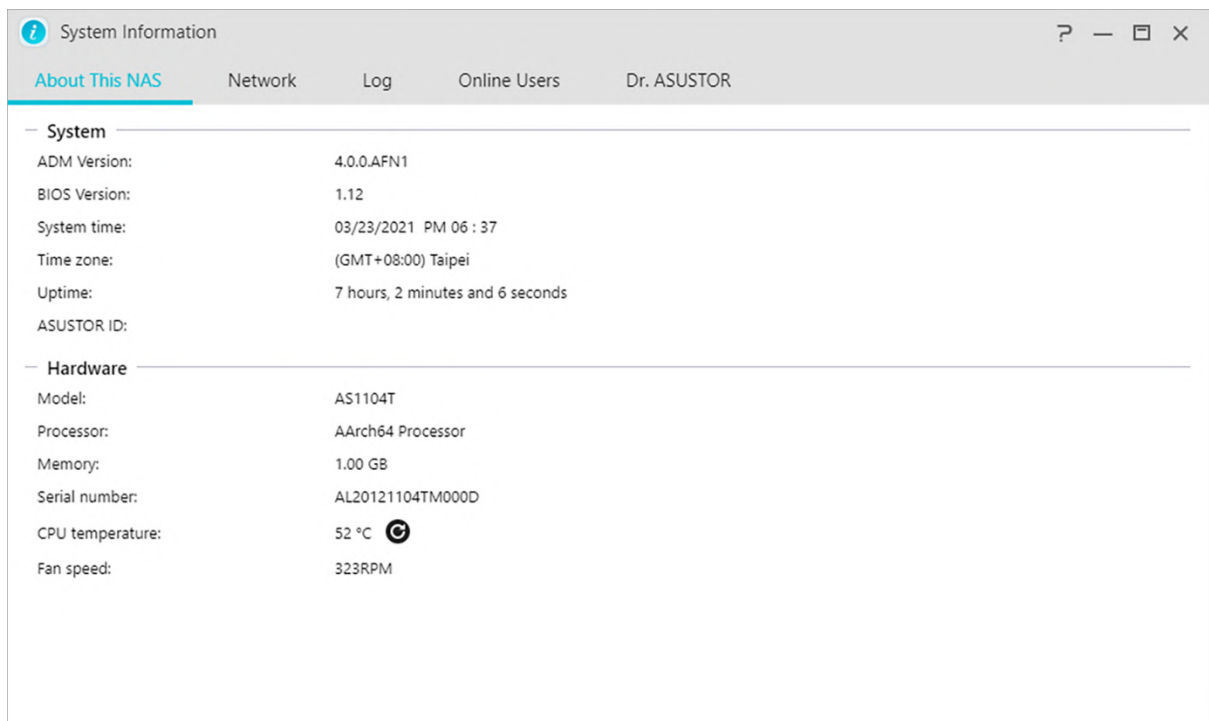 System Information
About This NAS Network Log Online Users Dr. ASUSTOR
System
ADM Version: 4.0.0.AFN1
BIOS Version: 1.12
System time: 03/23/2021 PM 06 : 37
Time zone: (GMT+08:00) Taipei
Uptime: 7 hours, 2 minutes and 6 seconds
ASUSTOR ID:
Hardware
Model: AS1104T
Processor: AArch64 Processor
Memory: 1.00 GB
Serial number: AL20121104TM000D
CPU temperature: 52 °C
Fan speed: 323RPM